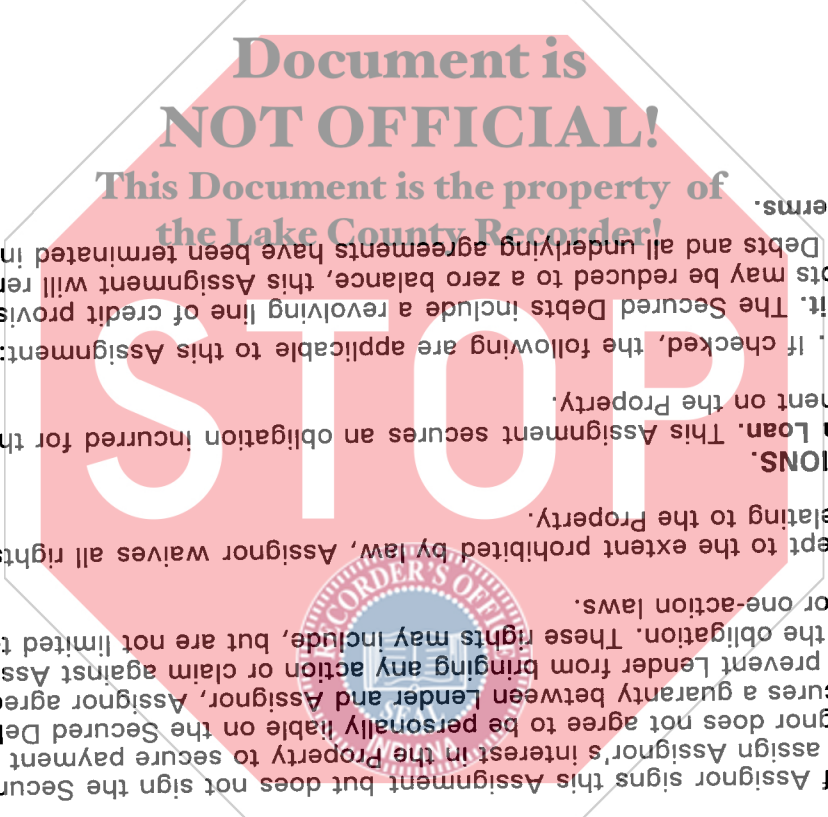 Document is
NOT OFFICIAL!
This Document is the property of
the Lake County Recorder!
STOP
RECORDER'S OFFICE
SEAL
INDIANA
f Assignor signs this Assignment but does not sign the Secu
assign Assignor's interest in the Property to secure payment
gnor does not agree to be personally liable on the Secured De
cures a guaranty between Lender and Assignor, Assignor agre
prevent Lender from bringing any action or claim against Ass
the obligation. These rights may include, but are not limited t
or one-action laws.
ept to the extent prohibited by law, Assignor waives all right
elating to the Property.
IONS.
n Loan. This Assignment secures an obligation incurred for th
ment on the Property.
. If checked, the following are applicable to this Assignment:
it. The Secured Debts include a revolving line of credit provis
bts may be reduced to a zero balance, this Assignment will re
Debts and all underlying agreements have been terminated in
terms.